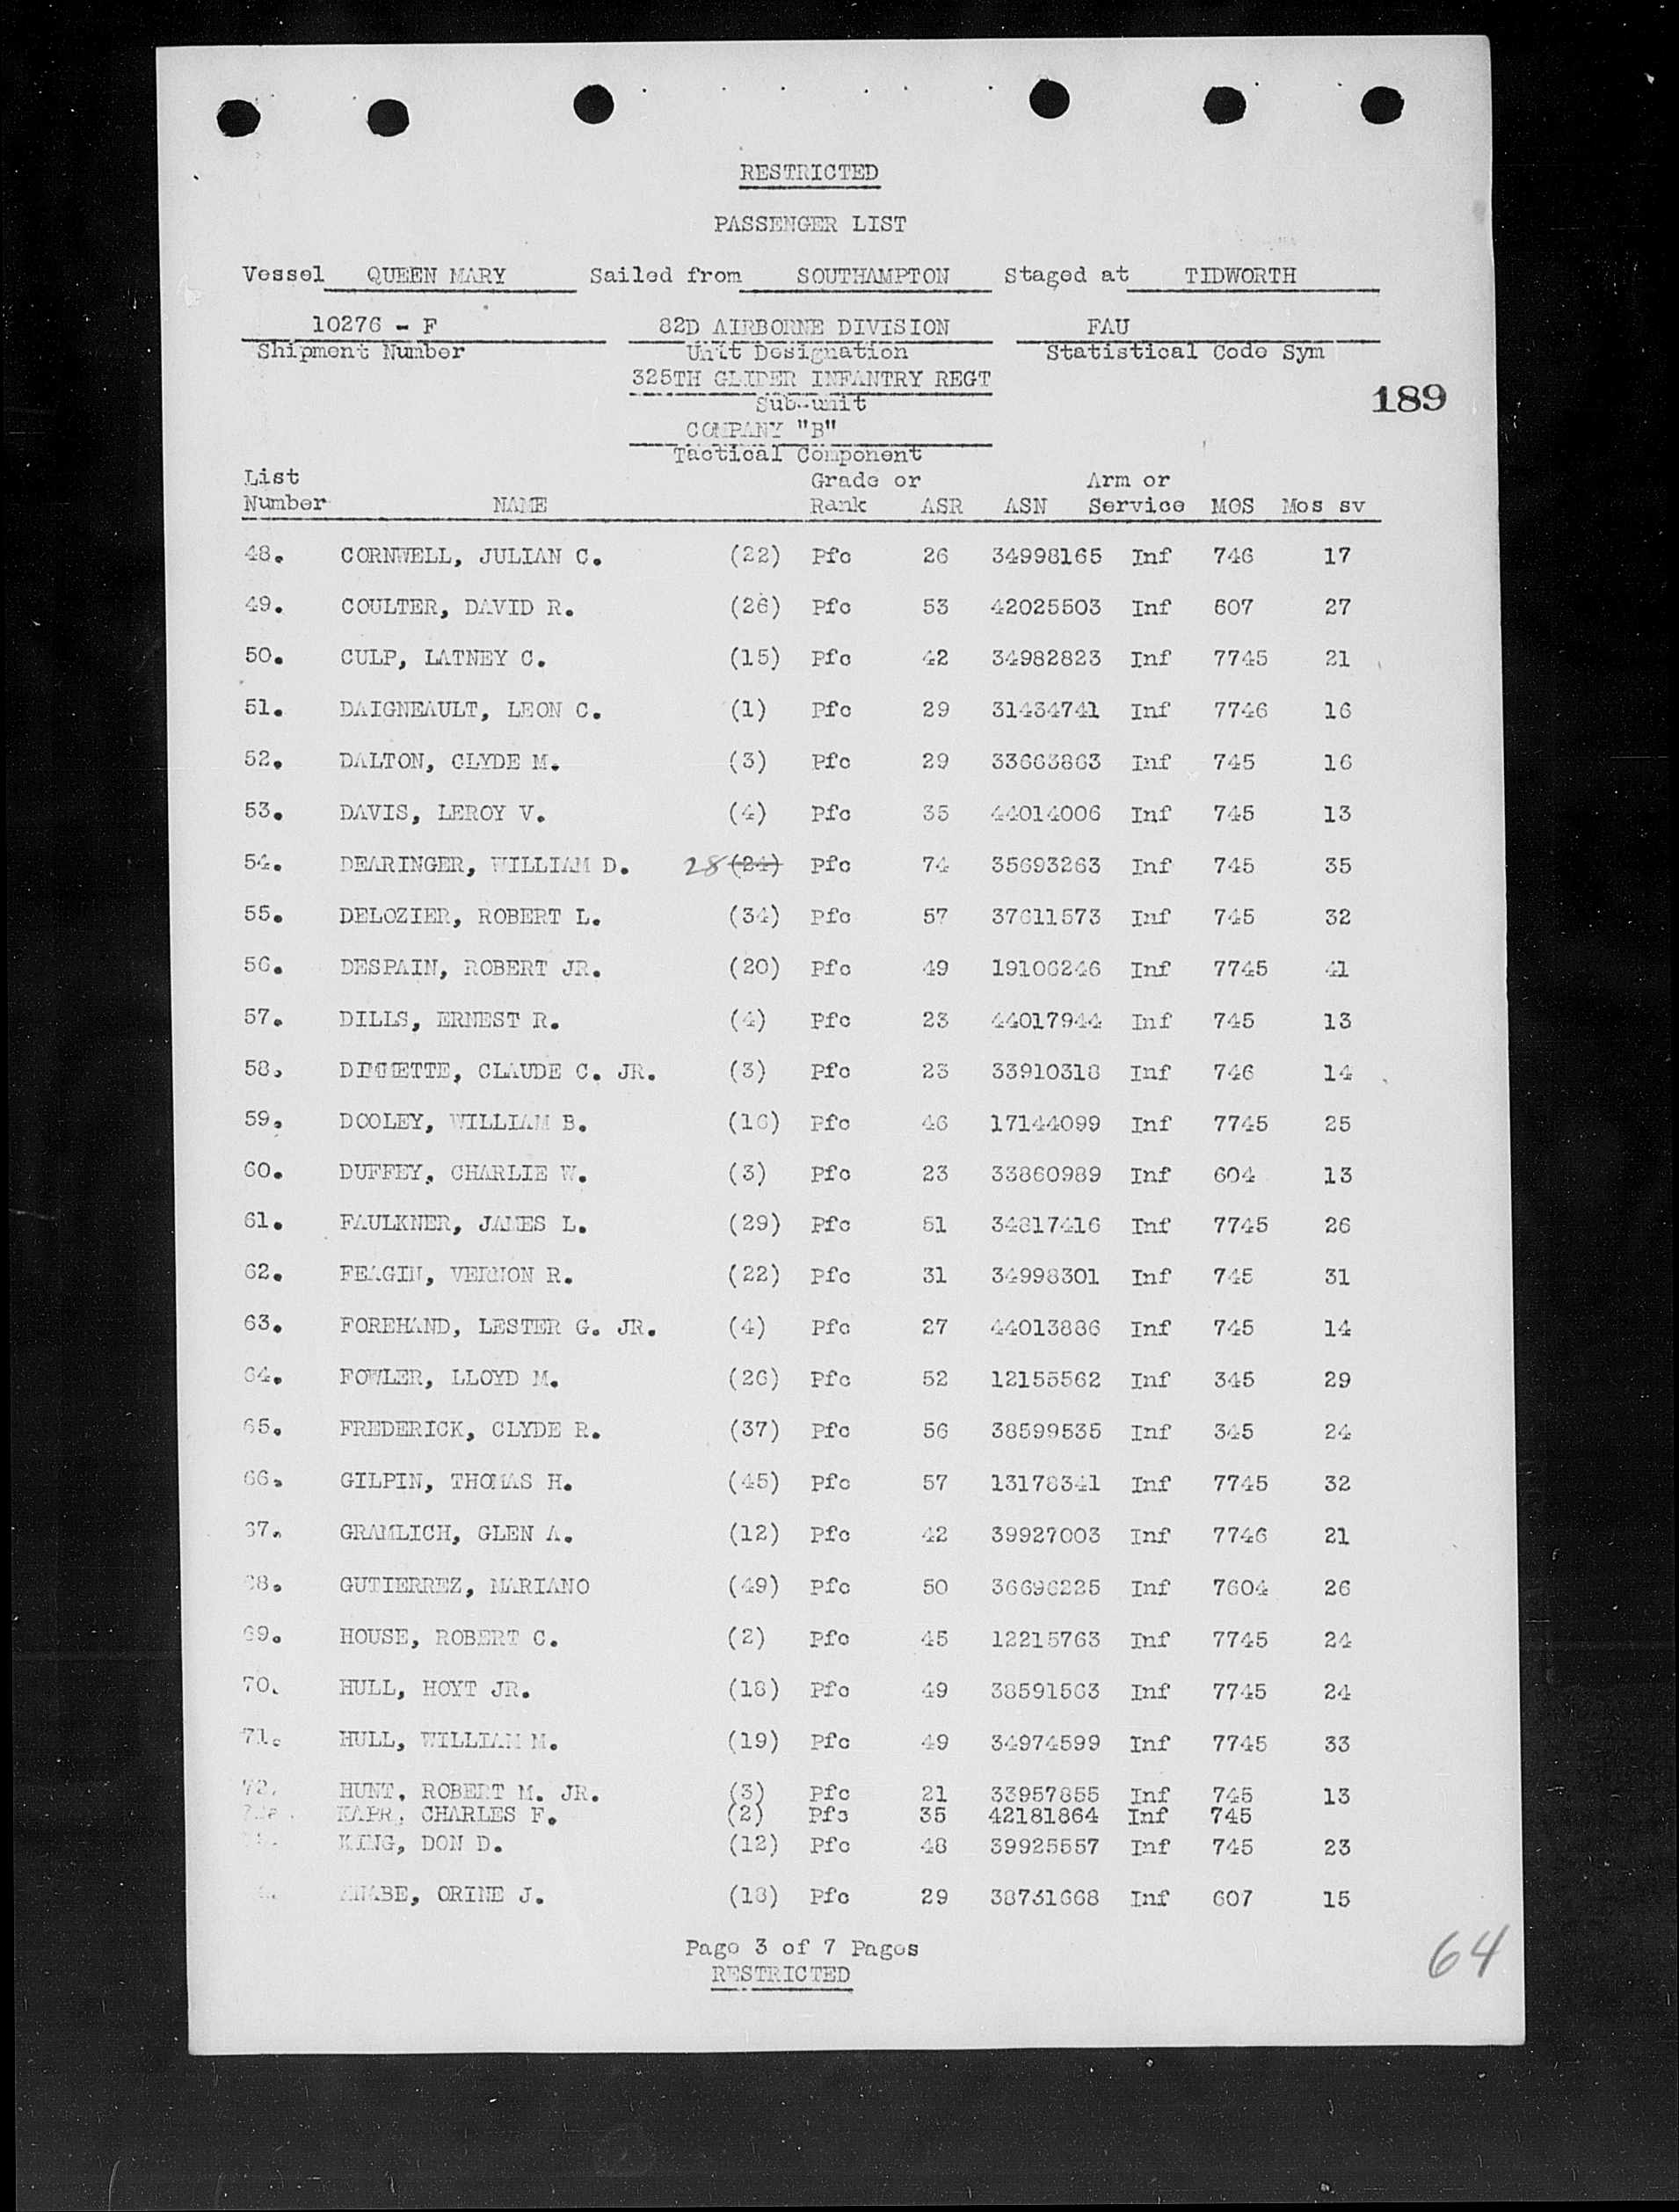 RESTRICTED
PASSENGER LIST
Vessel QUEEN MARY Sailed from SOUTHAMPTON Staged at TIDWORTH
10276 - F 82D AIRBORNE DIVISION FAU
Shipment Number Unit Designation Statistical Code Sym
325TH GLIDER INFANTRY REGT
Sub-unit
189
COMPANY "B"
Tactical Component
List Grade or Arm or
Number NAME Rank ASR ASN Service MOS Mos sv
48. CORNWELL, JULIAN C. (22) Pfc 26 34998165 Inf 746 17
49. COULTER, DAVID R. (26) Pfc 53 42025503 Inf 607 27
50. CULP, LATNEY C. (15) Pfc 42 34982823 Inf 7745 21
51. DAIGNEAULT, LEON C. (1) Pfc 29 31434741 Inf 7746 16
52. DALTON, CLYDE M. (3) Pfc 29 33663863 Inf 745 16
53. DAVIS, LEROY V. (4) Pfc 35 44014006 Inf 745 13
54. DEARINGER, WILLIAM D. 28 (24) Pfc 74 35693263 Inf 745 35
55. DELOZIER, ROBERT L. (34) Pfc 57 37611573 Inf 745 32
56. DESPAIN, ROBERT JR. (20) Pfc 49 19106246 Inf 7745 41
57. DILLS, ERNEST R. (4) Pfc 23 44017944 Inf 745 13
58. DIMMETTE, CLAUDE C. JR. (3) Pfc 23 33910318 Inf 746 14
59. DOOLEY, WILLIAM B. (16) Pfc 46 17144099 Inf 7745 25
60. DUFFEY, CHARLIE W. (3) Pfc 23 33860989 Inf 604 13
61. FAULKNER, JAMES L. (29) Pfc 51 34817416 Inf 7745 26
62. FEAGIN, VERNON R. (22) Pfc 31 34998301 Inf 745 31
63. FOREHAND, LESTER G. JR. (4) Pfc 27 44013886 Inf 745 14
64. FOWLER, LLOYD M. (26) Pfc 52 12155562 Inf 345 29
65. FREDERICK, CLYDE R. (37) Pfc 56 38599535 Inf 345 24
66. GILPIN, THOMAS H. (45) Pfc 57 13178341 Inf 7745 32
67. GRAMLICH, GLEN A. (12) Pfc 42 39927003 Inf 7746 21
68. GUTIERREZ, MARIANO (49) Pfc 50 36696225 Inf 7604 26
69. HOUSE, ROBERT C. (2) Pfc 45 12215763 Inf 7745 24
70. HULL, HOYT JR. (18) Pfc 49 38591563 Inf 7745 24
71. HULL, WILLIAM M. (19) Pfc 49 34974599 Inf 7745 33
72. HUNT, ROBERT M. JR. (3) Pfc 21 33957855 Inf 745 13
KAPR, CHARLES F. (2) Pfc 35 42181864 Inf 745
KING, DON D. (12) Pfc 48 39925557 Inf 745 23
ORINE J. (18) Pfc 29 38731668 Inf 607 15
Page 3 of 7 Pages
RESTRICTED
64